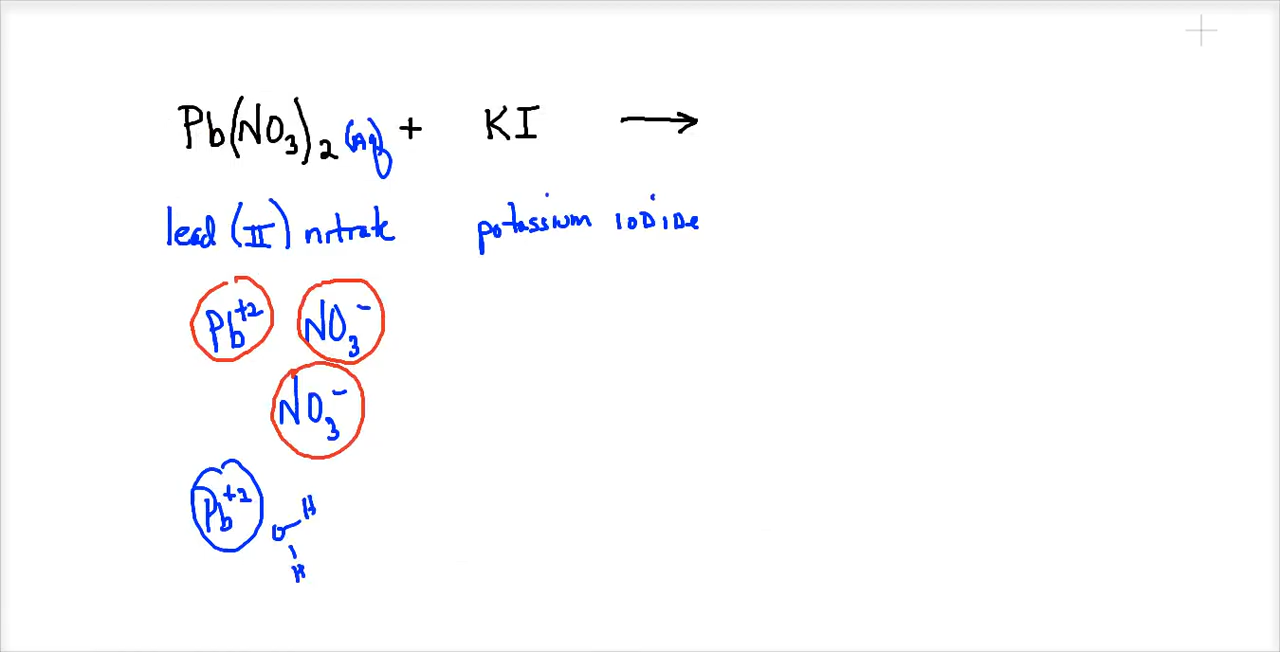 Pb(NO₃)₂ (Aq) + KI →
lead (II) nitrate potassium iodide
Pb⁺² NO₃⁻
NO₃⁻
Pb⁺²
H
O
H